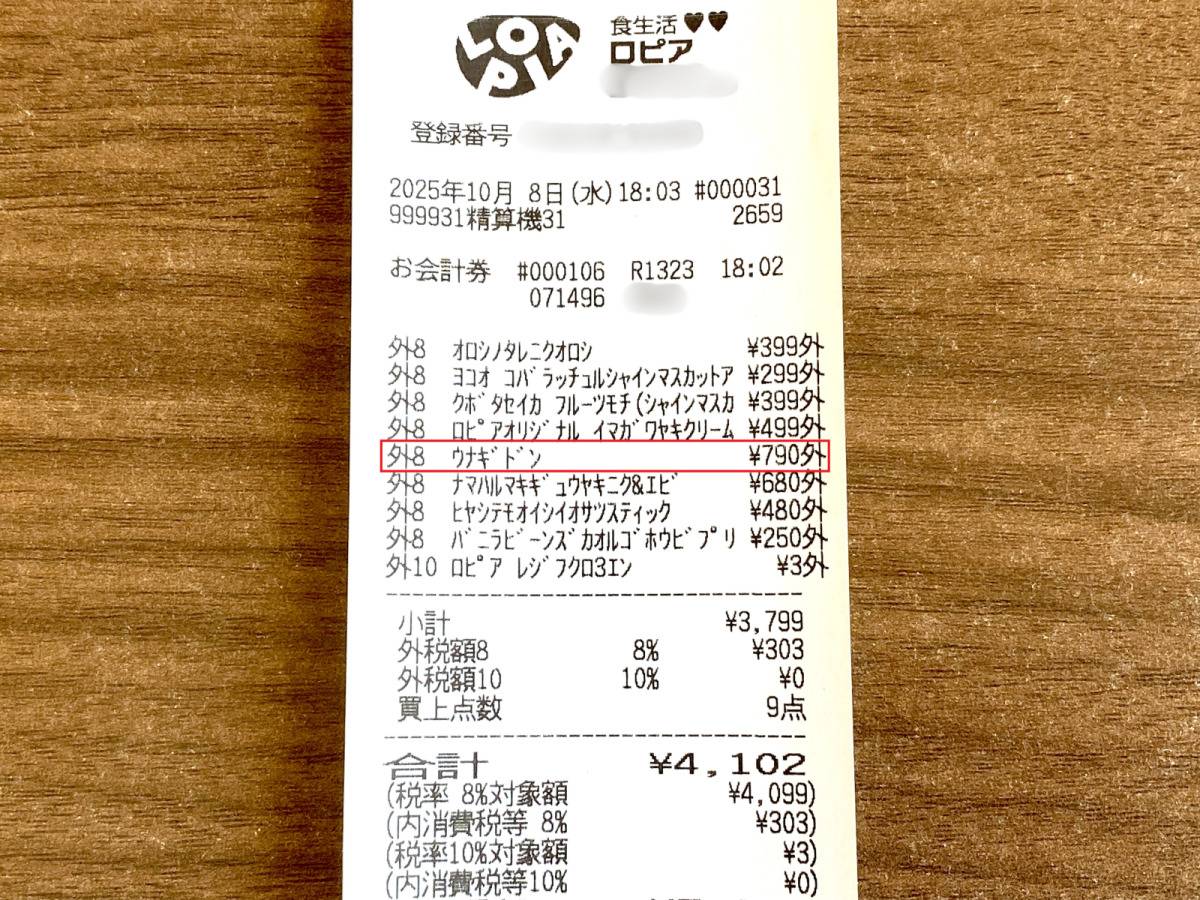 LOPIA
食生活♥♥
ロピア
登録番号
2025年10月 8日(水)18:03 #000031
999931精算機31 2659
お会計券 #000106 R1323 18:02
071496
外8 オロシノタレニクオロシ ¥399外
外8 ヨコオ コバラッチュルシャインマスカットア ¥299外
外8 クボタセイカ フルーツモチ(シャインマスカ ¥399外
外8 ロピアオリジナル イマガワヤキクリーム ¥499外
外8 ウナギドン ¥790外
外8 ナマハルマキギュウヤキニク&エビ ¥680外
外8 ヒヤシテモオイシイオサツスティック ¥480外
外8 バニラビーンズカオルゴホウビプリ ¥250外
外10 ロピア レジフクロ3エン ¥3外
小計 ¥3,799
外税額8 8% ¥303
外税額10 10% ¥0
買上点数 9点
合計 ¥4,102
(税率 8%対象額 ¥4,099)
(内消費税等 8% ¥303)
(税率10%対象額 ¥3)
(内消費税等10% ¥0)